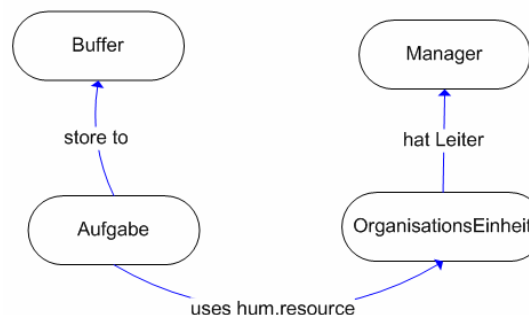 Buffer
Manager
store to
hat Leiter
Aufgabe
OrganisationsEinheit
uses hum.resource